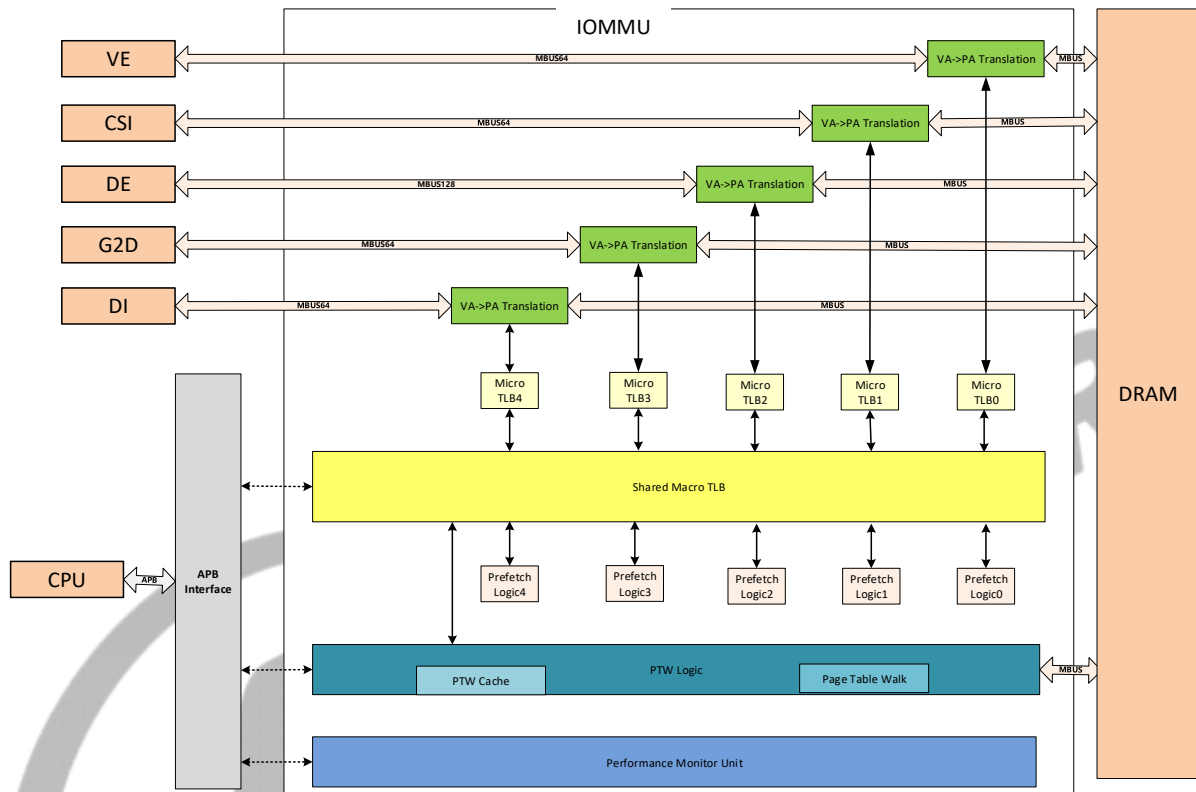 IOMMU
VE
MBUS64
VA->PA Translation
MBUS
CSI
MBUS64
VA->PA Translation
MBUS
DE
MBUS128
VA->PA Translation
MBUS
G2D
MBUS64
VA->PA Translation
MBUS
DI
MBUS64
VA->PA Translation
MBUS
DRAM
Micro
TLB4
Micro
TLB3
Micro
TLB2
Micro
TLB1
Micro
TLB0
Shared Macro TLB
CPU
APB
APB
Interface
Prefetch
Logic4
Prefetch
Logic3
Prefetch
Logic2
Prefetch
Logic1
Prefetch
Logic0
PTW Logic
PTW Cache
Page Table Walk
MBUS
Performance Monitor Unit